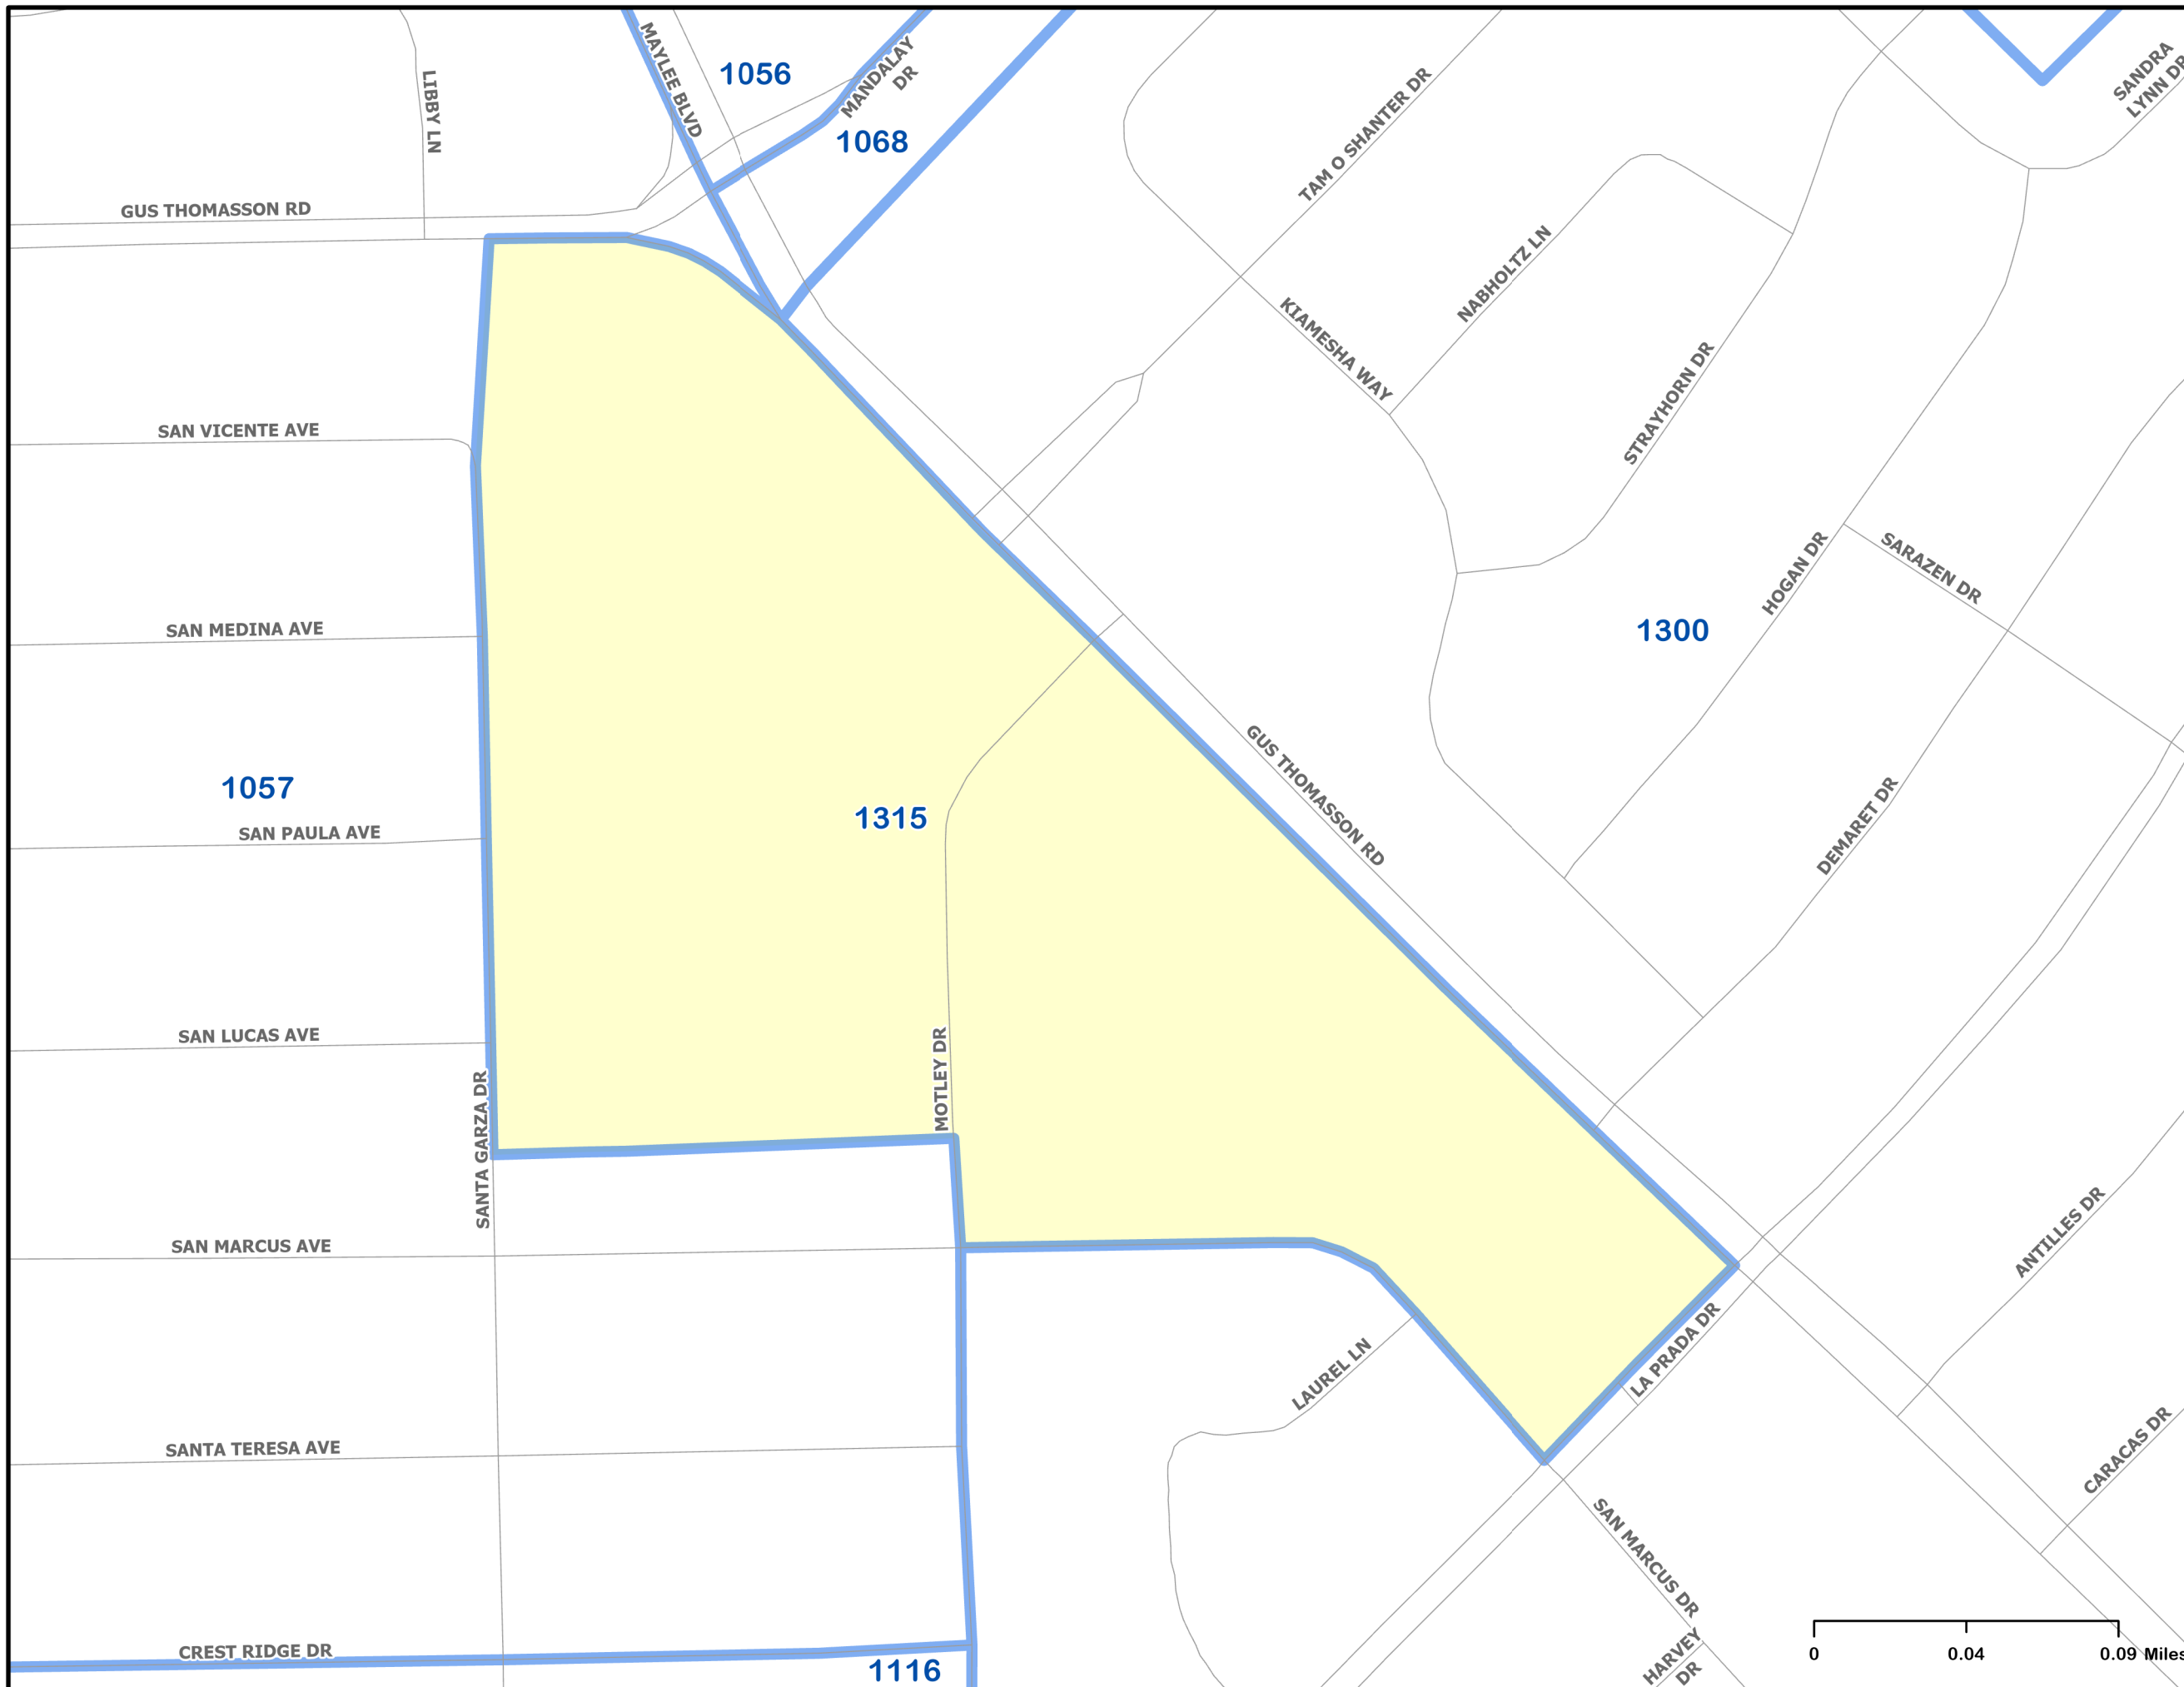 MAYLEE BLVD
1056
MANDALAY
DR
1068
LIBBY LN
GUS THOMASSON RD
TAM O SHANTER DR
SANDRA
LYNN DR
NABHOLTZ LN
KIAMESHA WAY
STRAYHORN DR
SAN VICENTE AVE
HOGAN DR
SARAZEN DR
1300
SAN MEDINA AVE
1057
SAN PAULA AVE
1315
GUS THOMASSON RD
DEMARET DR
SAN LUCAS AVE
SANTA GARZA DR
MOTLEY DR
SAN MARCUS AVE
ANTILLES DR
LA PRADA DR
LAUREL LN
SANTA TERESA AVE
CARACAS DR
SAN MARCUS DR
HARVEY
DR
CREST RIDGE DR
1116
0 0.04 0.09 Miles